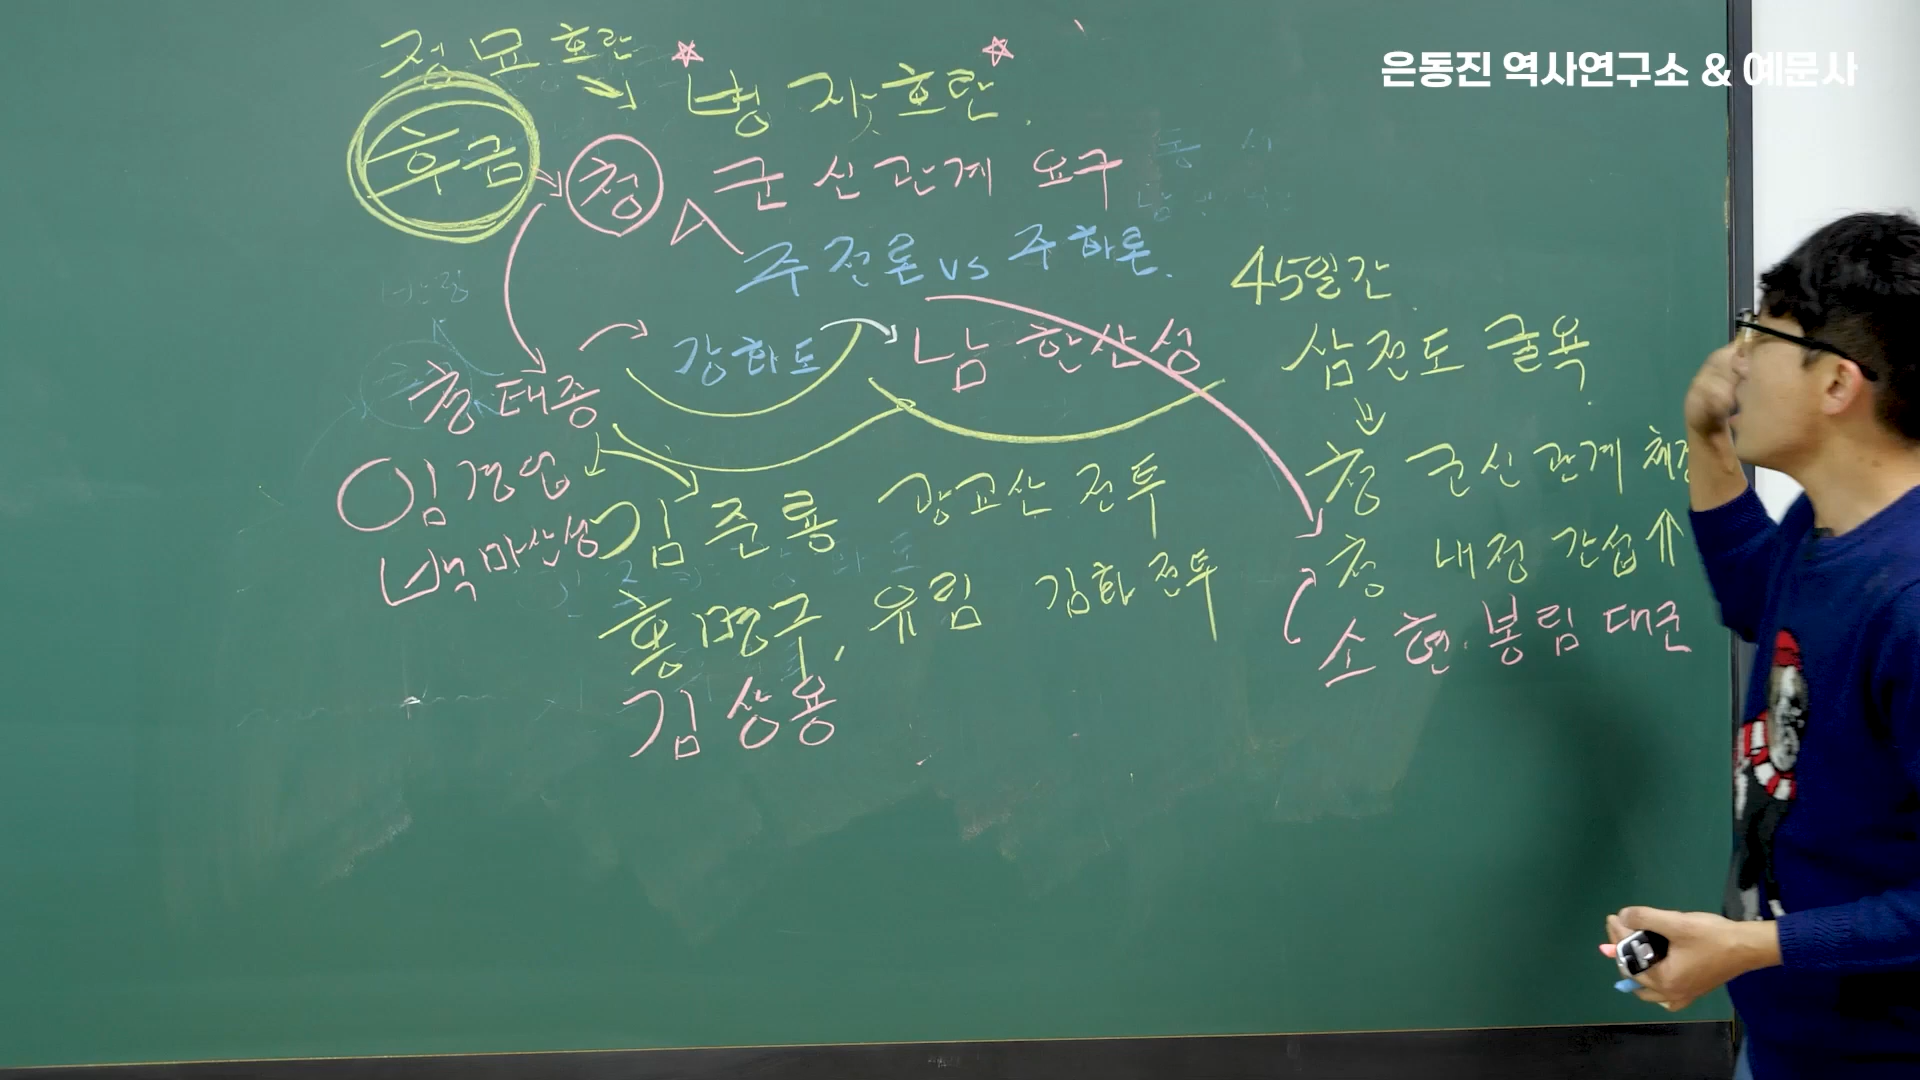 은동진 역사연구소 & 예문사
정묘호란
병자호란
후금
청 군신관계 요구
주전론 vs 주화론
45일간
강화도 남한산성
삼전도 굴욕
청태종
임경업
백마산성
김준룡 광교산 전투
홍명구, 유림 김화 전투
김상용
청 군신관계 체결
청 내정 간섭 ⇑
소현·봉림대군